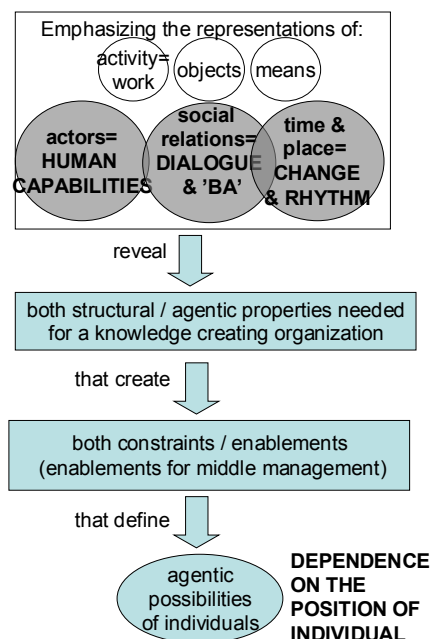 Emphasizing the representations of:
activity=
work
objects
means
actors=
HUMAN
CAPABILITIES
social
relations=
DIALOGUE
& 'BA'
time &
place=
CHANGE
& RHYTHM
reveal
both structural / agentic properties needed
for a knowledge creating organization
that create
both constraints / enablements
(enablements for middle management)
that define
agentic
possibilities
of individuals
DEPENDENCE
ON THE
POSITION OF
INDIVIDUAL